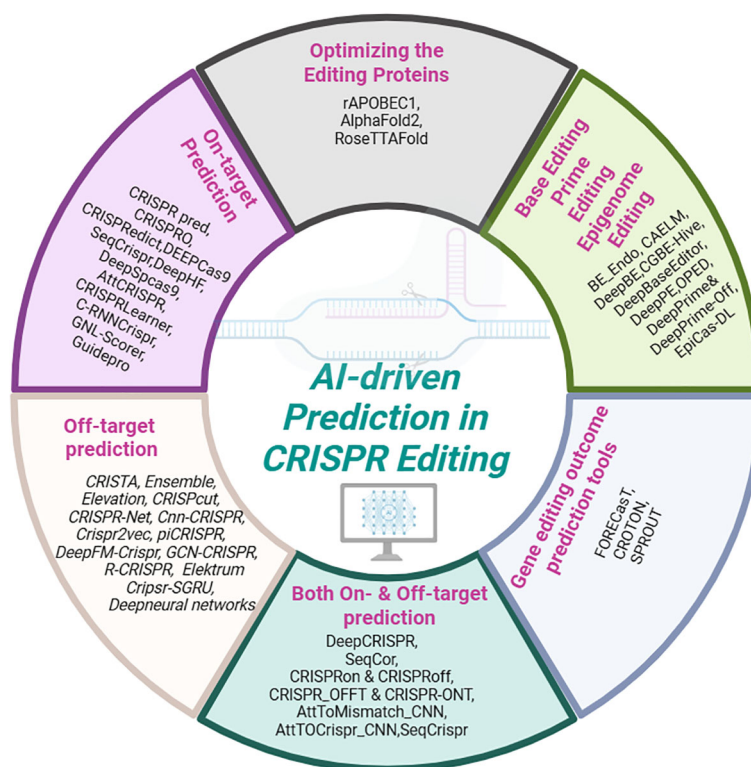 Optimizing the
Editing Proteins
rAPOBEC1,
AlphaFold2,
RoseTTAFold
Base Editing
Prime
Editing
Epigenome
Editing
BE_Endo, CAELM,
DeepBE,CGBE-Hive,
DeepBaseEditor,
DeepPE,OPED,
DeepPrime&
DeepPrime-Off,
EpiCas-DL
Gene editing outcome
prediction tools
FORECasT,
CROTON,
SPROUT
Both On- & Off-target
prediction
DeepCRISPR,
SeqCor,
CRISPRon & CRISPRoff,
CRISPR_OFFT & CRISPR-ONT,
AttToMismatch_CNN,
AttTOCrispr_CNN,SeqCrispr
Off-target
prediction
CRISTA, Ensemble,
Elevation, CRISPcut,
CRISPR-Net, Cnn-CRISPR,
Crispr2vec, piCRISPR,
DeepFM-Crispr, GCN-CRISPR,
R-CRISPR, Elektrum
Cripsr-SGRU,
Deepneural networks
On-target
Prediction
CRISPR pred,
CRISPRO,
CRISPRedict,DEEPCas9
SeqCrispr,DeepHF,
DeepSpcas9,
AttCRISPR,
CRISPRLearner,
C-RNNCrispr,
GNL-Scorer,
Guidepro
AI-driven
Prediction in
CRISPR Editing